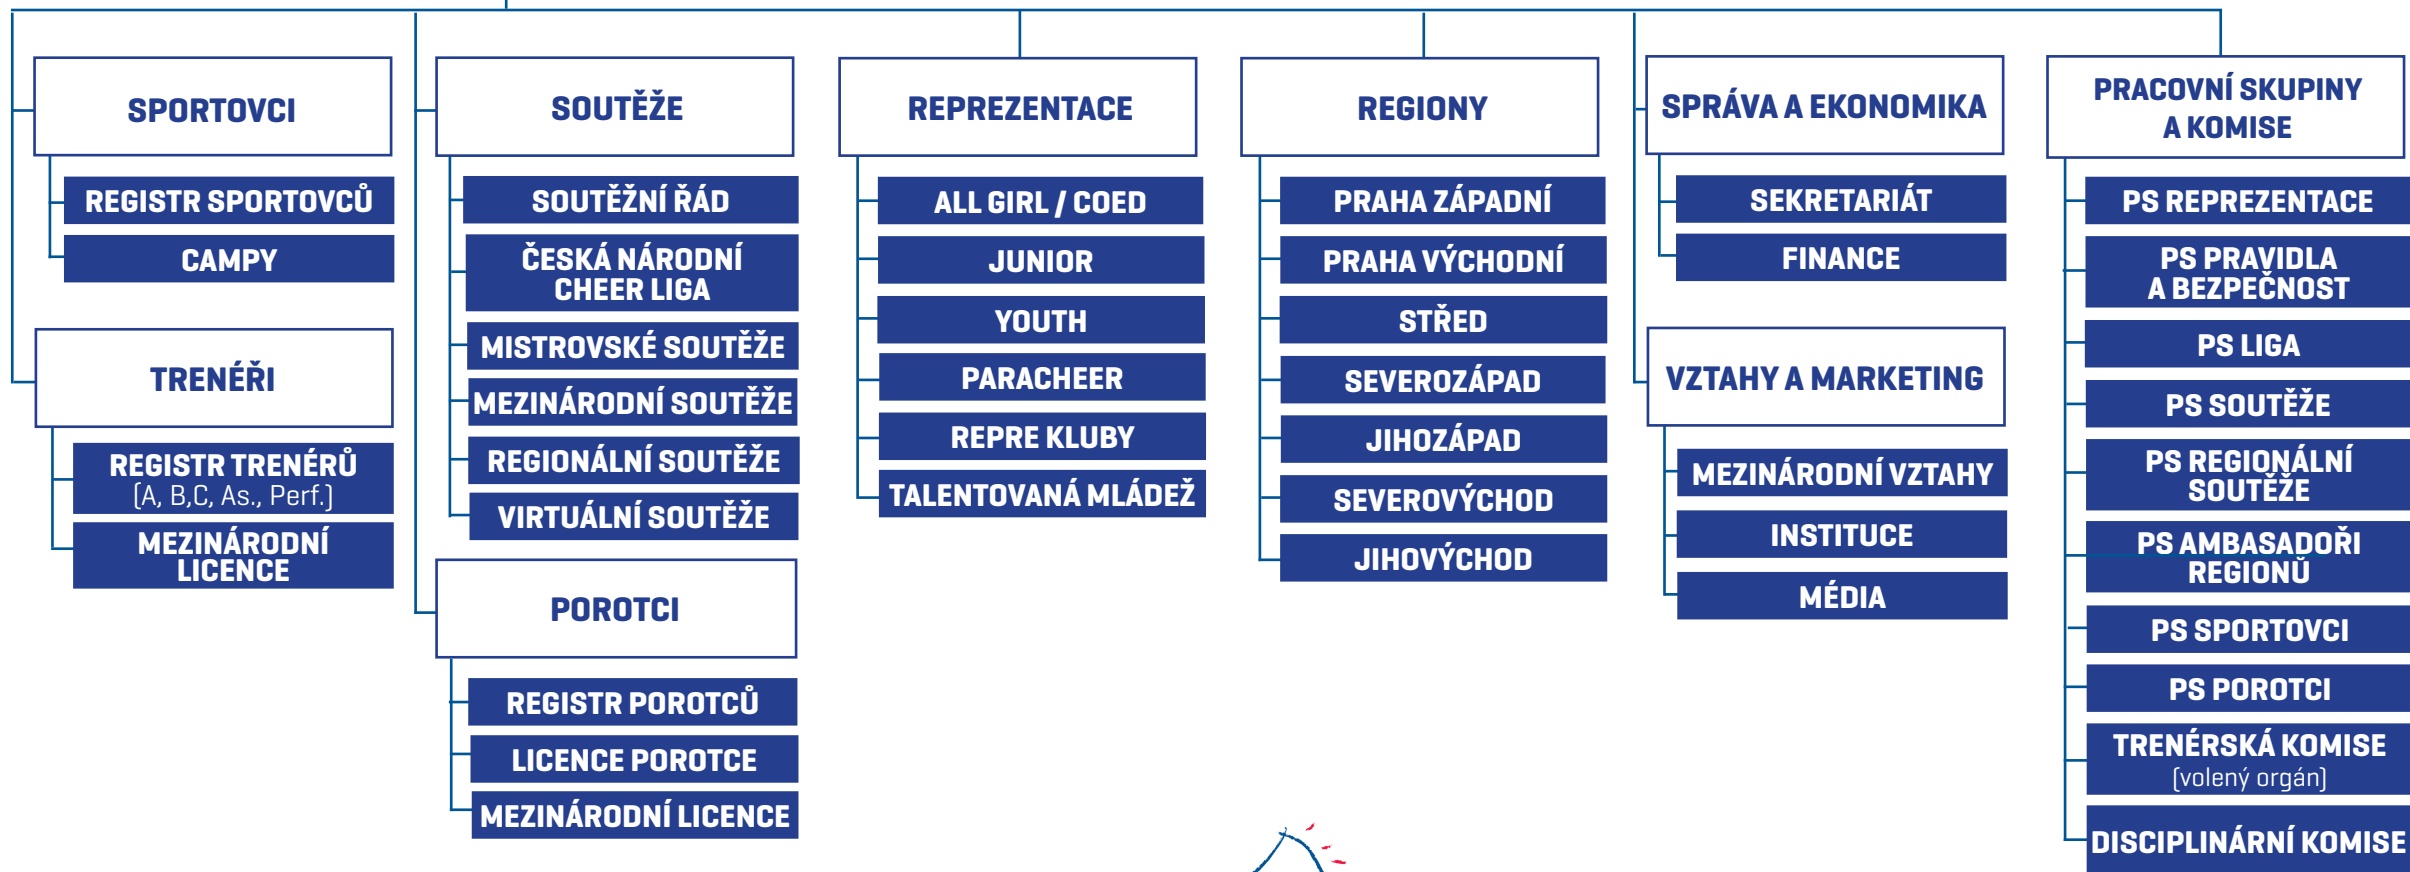 SPORTOVCI
REGISTR SPORTOVCŮ
CAMPY
TRENÉŘI
REGISTR TRENÉRŮ
(A, B,C, As., Perf.)
MEZINÁRODNÍ
LICENCE
SOUTĚŽE
SOUTĚŽNÍ ŘÁD
ČESKÁ NÁRODNÍ
CHEER LIGA
MISTROVSKÉ SOUTĚŽE
MEZINÁRODNÍ SOUTĚŽE
REGIONÁLNÍ SOUTĚŽE
VIRTUÁLNÍ SOUTĚŽE
POROTCI
REGISTR POROTCŮ
LICENCE POROTCE
MEZINÁRODNÍ LICENCE
REPREZENTACE
ALL GIRL / COED
JUNIOR
YOUTH
PARACHEER
REPRE KLUBY
TALENTOVANÁ MLÁDEŽ
REGIONY
PRAHA ZÁPADNÍ
PRAHA VÝCHODNÍ
STŘED
SEVEROZÁPAD
JIHOZÁPAD
SEVEROVÝCHOD
JIHOVÝCHOD
SPRÁVA A EKONOMIKA
SEKRETARIÁT
FINANCE
VZTAHY A MARKETING
MEZINÁRODNÍ VZTAHY
INSTITUCE
MÉDIA
PRACOVNÍ SKUPINY
A KOMISE
PS REPREZENTACE
PS PRAVIDLA
A BEZPEČNOST
PS LIGA
PS SOUTĚŽE
PS REGIONÁLNÍ
SOUTĚŽE
PS AMBASADOŘI
REGIONŮ
PS SPORTOVCI
PS POROTCI
TRENÉRSKÁ KOMISE
(volený orgán)
DISCIPLINÁRNÍ KOMISE